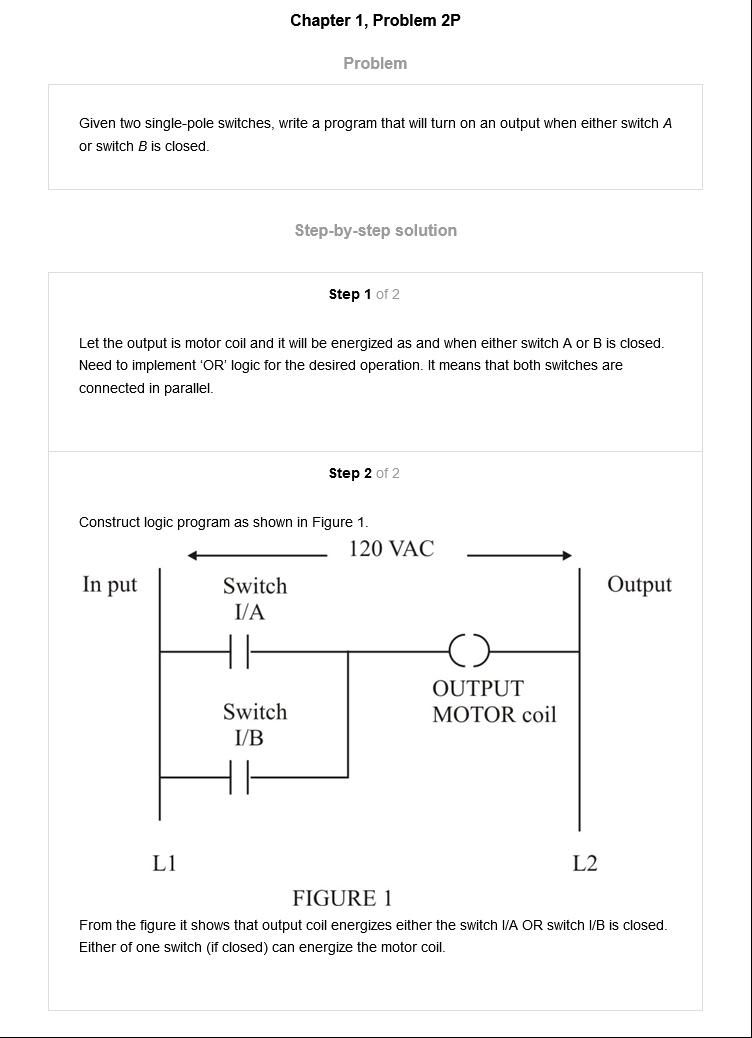 Chapter 1, Problem 2P
Problem
Given two single-pole switches, write a program that will turn on an output when either switch A
or switch B is closed.
Step-by-step solution
Step 1 of 2
Let the output is motor coil and it will be energized as and when either switch A or B is closed.
Need to implement ‘OR’ logic for the desired operation. It means that both switches are
connected in parallel.
Step 2 of 2
Construct logic program as shown in Figure 1.
120 VAC
In put
Switch
I/A
Output
OUTPUT
MOTOR coil
Switch
I/B
L1
L2
FIGURE 1
From the figure it shows that output coil energizes either the switch I/A OR switch I/B is closed.
Either of one switch (if closed) can energize the motor coil.